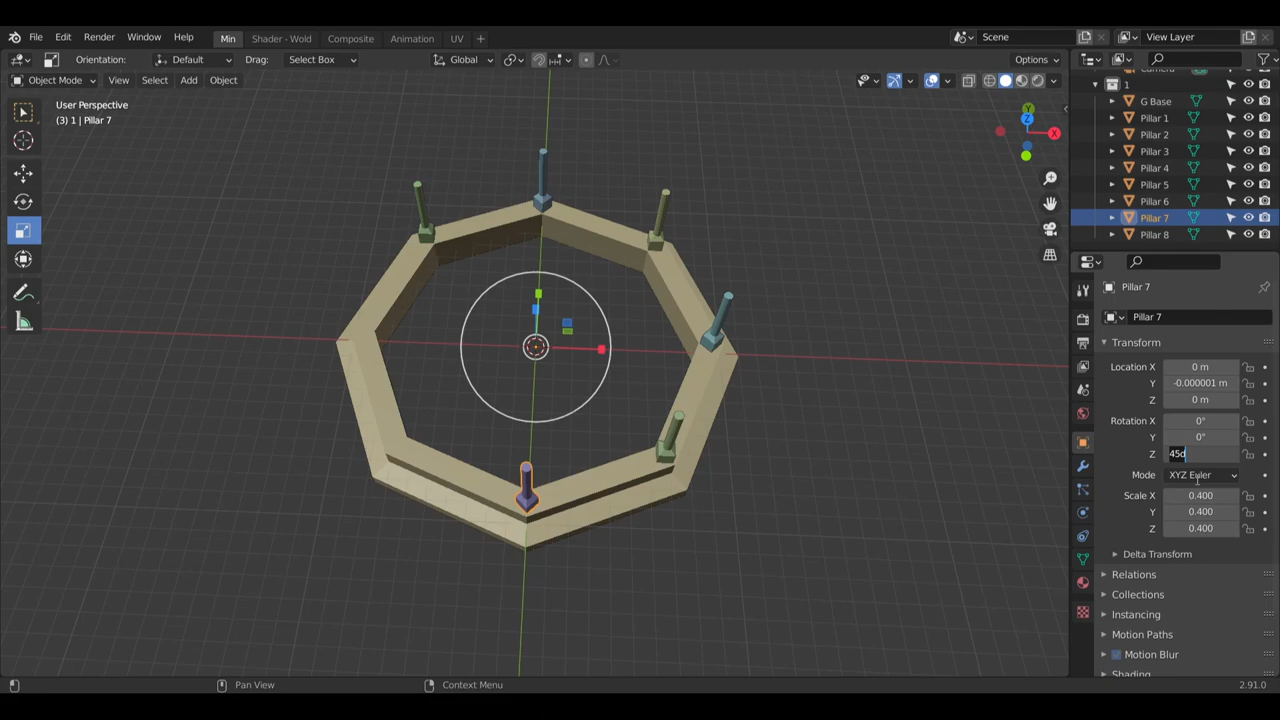 File Edit Render Window Help Min Shader - Wold Composite Animation UV Scene View Layer
Orientation: Default Drag: Select Box Global Options
Object Mode View Select Add Object
User Perspective
(3) 1 | Pillar 7
Y
Z
X
1
G Base
Pillar 1
Pillar 2
Pillar 3
Pillar 4
Pillar 5
Pillar 6
Pillar 7
Pillar 8
Pillar 7
Pillar 7
Transform
Location X 0 m
Y -0.000001 m
Z 0 m
Rotation X 0°
Y 0°
Z 45d
Mode XYZ Euler
Scale X 0.400
Y 0.400
Z 0.400
Delta Transform
Relations
Collections
Instancing
Motion Paths
Motion Blur
Shading
Pan View Context Menu 2.91.0